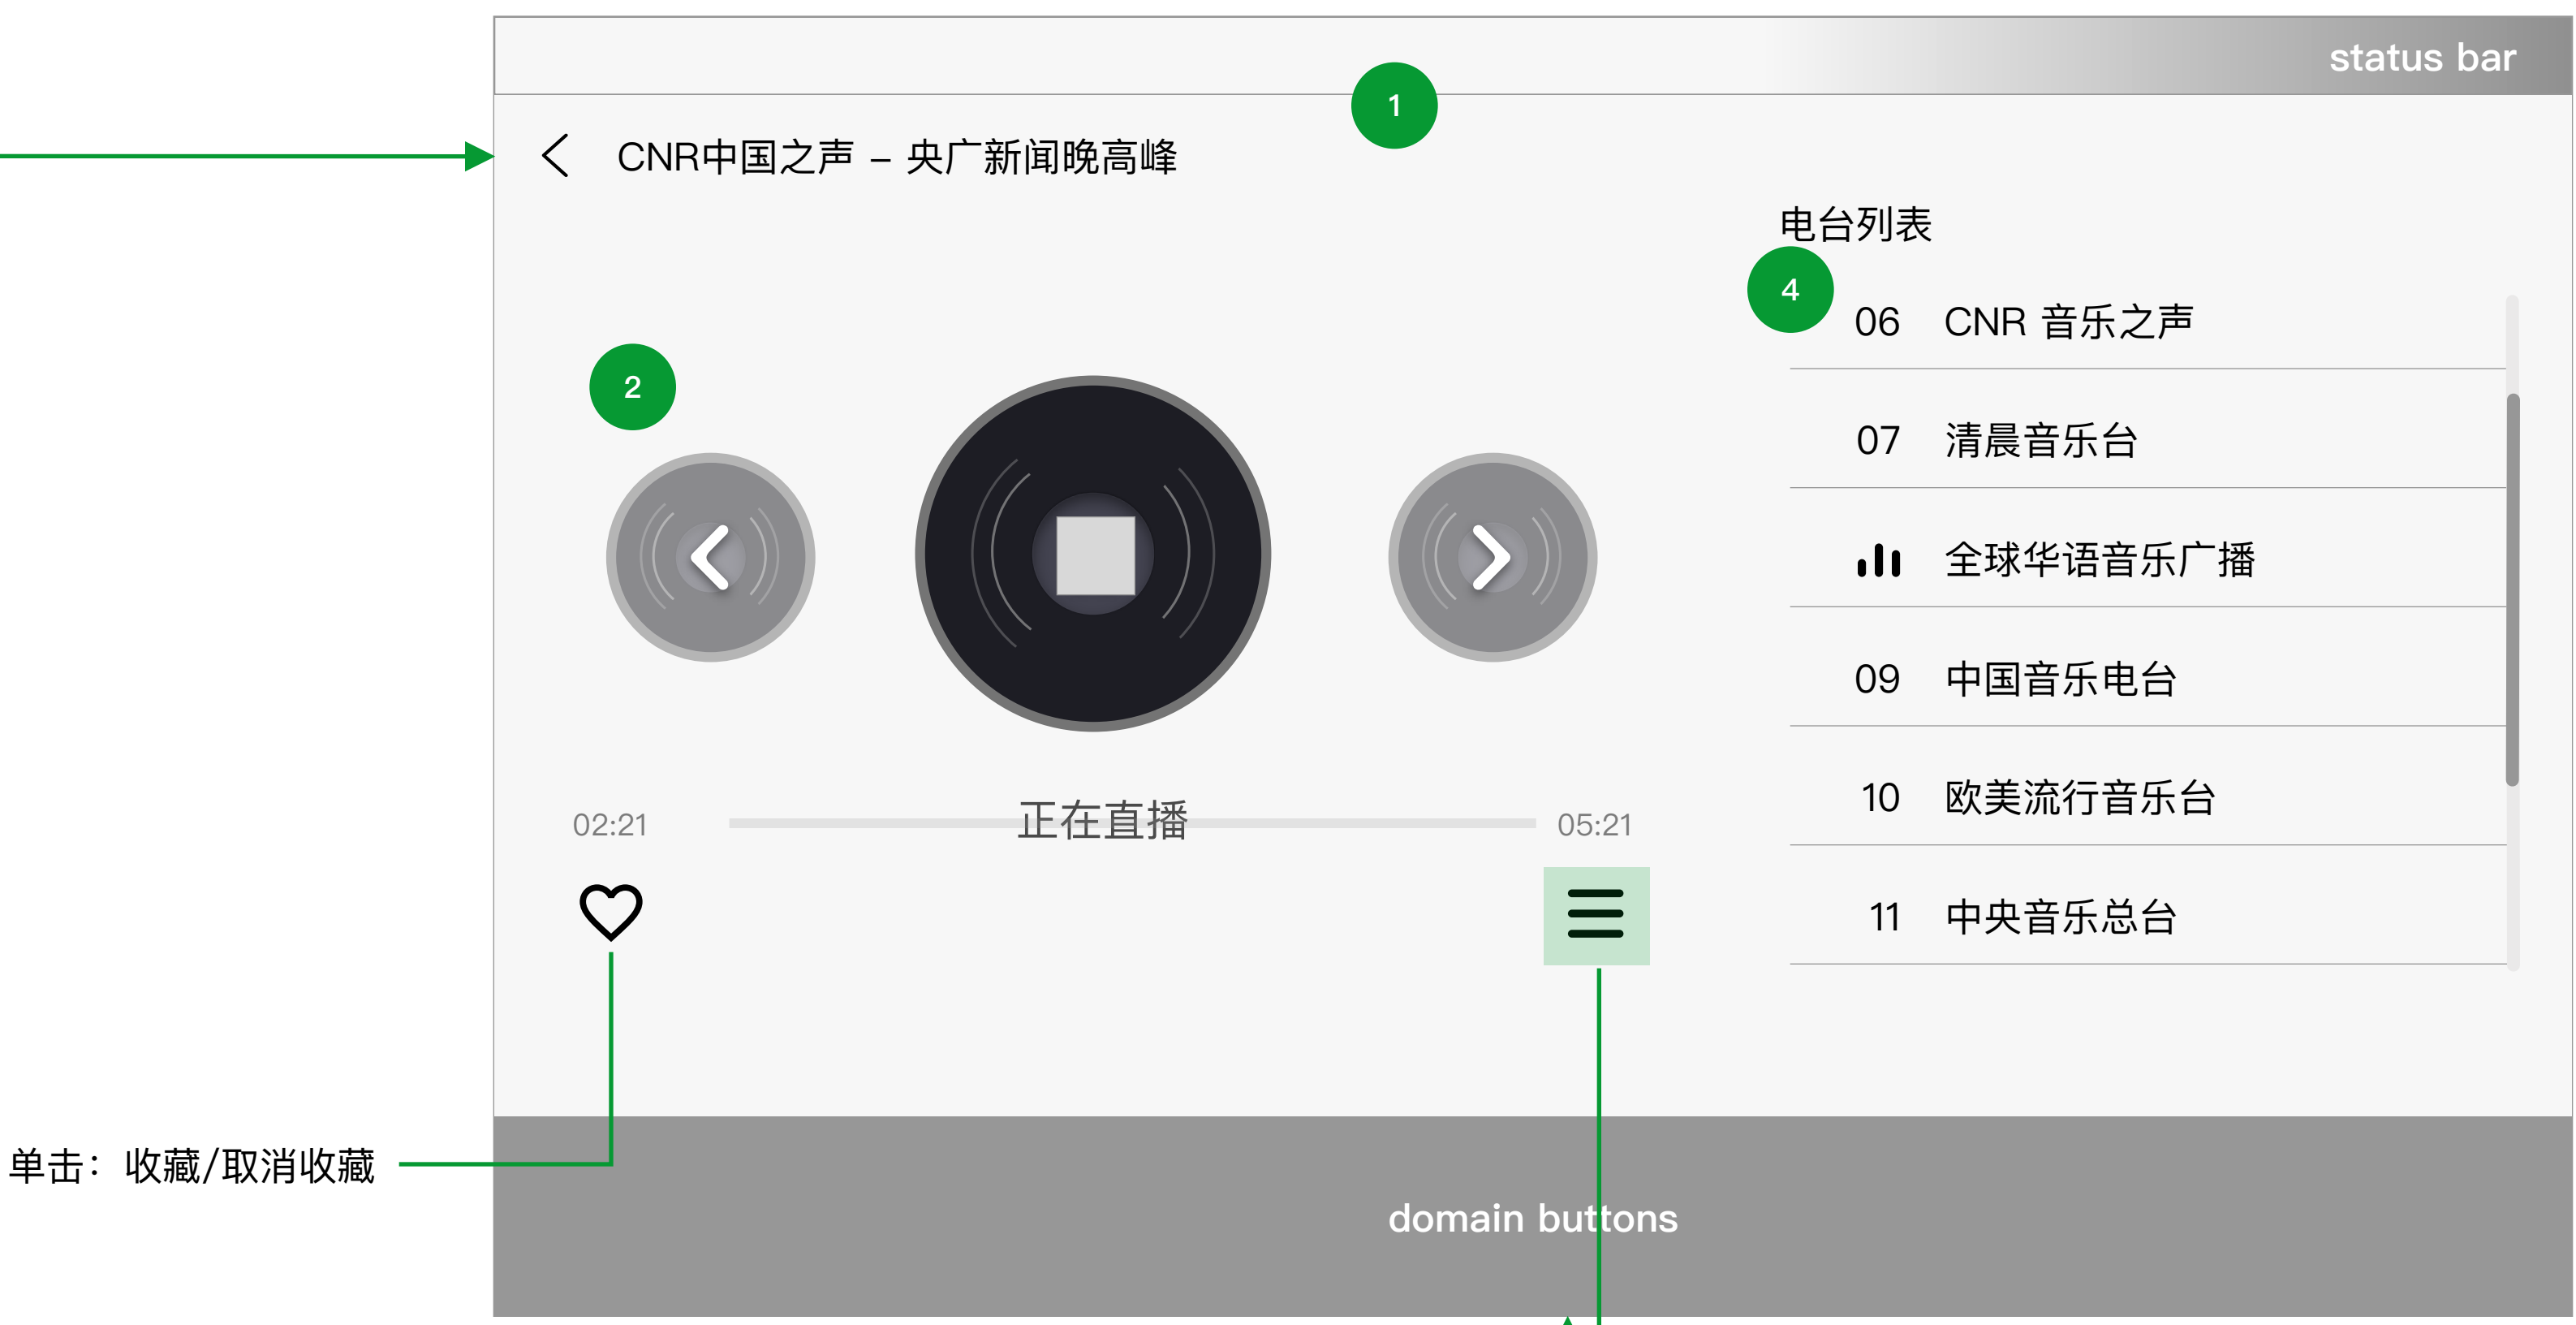 status bar
1
CNR中国之声 – 央广新闻晚高峰
电台列表
4
06 CNR 音乐之声
2
07 清晨音乐台
全球华语音乐广播
09 中国音乐电台
10 欧美流行音乐台
02:21 正在直播 05:21
11 中央音乐总台
单击：收藏/取消收藏
domain buttons